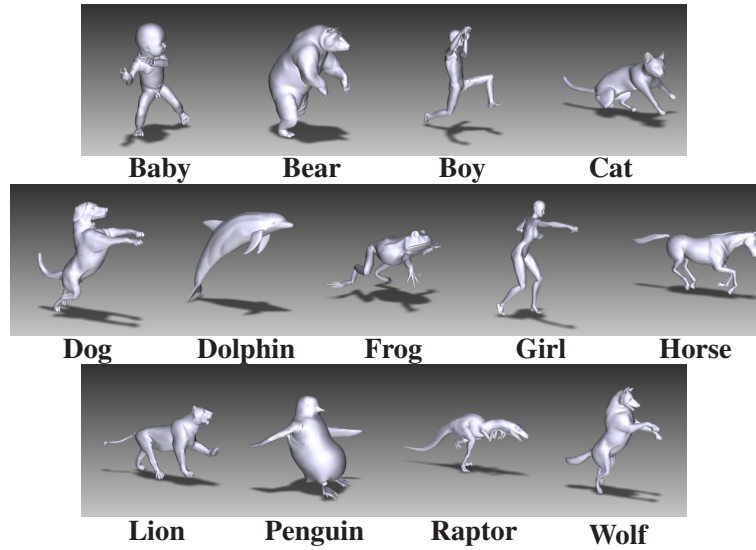 Baby Bear Boy Cat
Dog Dolphin Frog Girl Horse
Lion Penguin Raptor Wolf